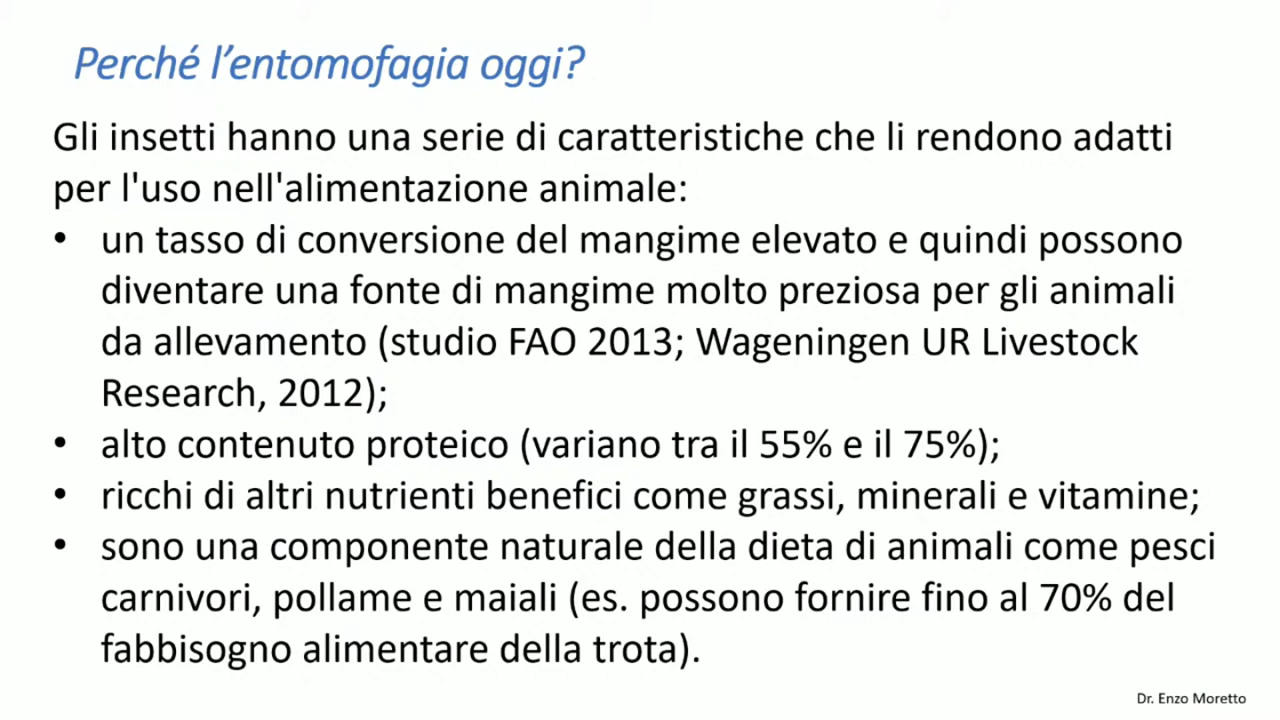 Perché l’entomofagia oggi?
Gli insetti hanno una serie di caratteristiche che li rendono adatti
per l'uso nell'alimentazione animale:
• un tasso di conversione del mangime elevato e quindi possono
diventare una fonte di mangime molto preziosa per gli animali
da allevamento (studio FAO 2013; Wageningen UR Livestock
Research, 2012);
• alto contenuto proteico (variano tra il 55% e il 75%);
• ricchi di altri nutrienti benefici come grassi, minerali e vitamine;
• sono una componente naturale della dieta di animali come pesci
carnivori, pollame e maiali (es. possono fornire fino al 70% del
fabbisogno alimentare della trota).
Dr. Enzo Moretto